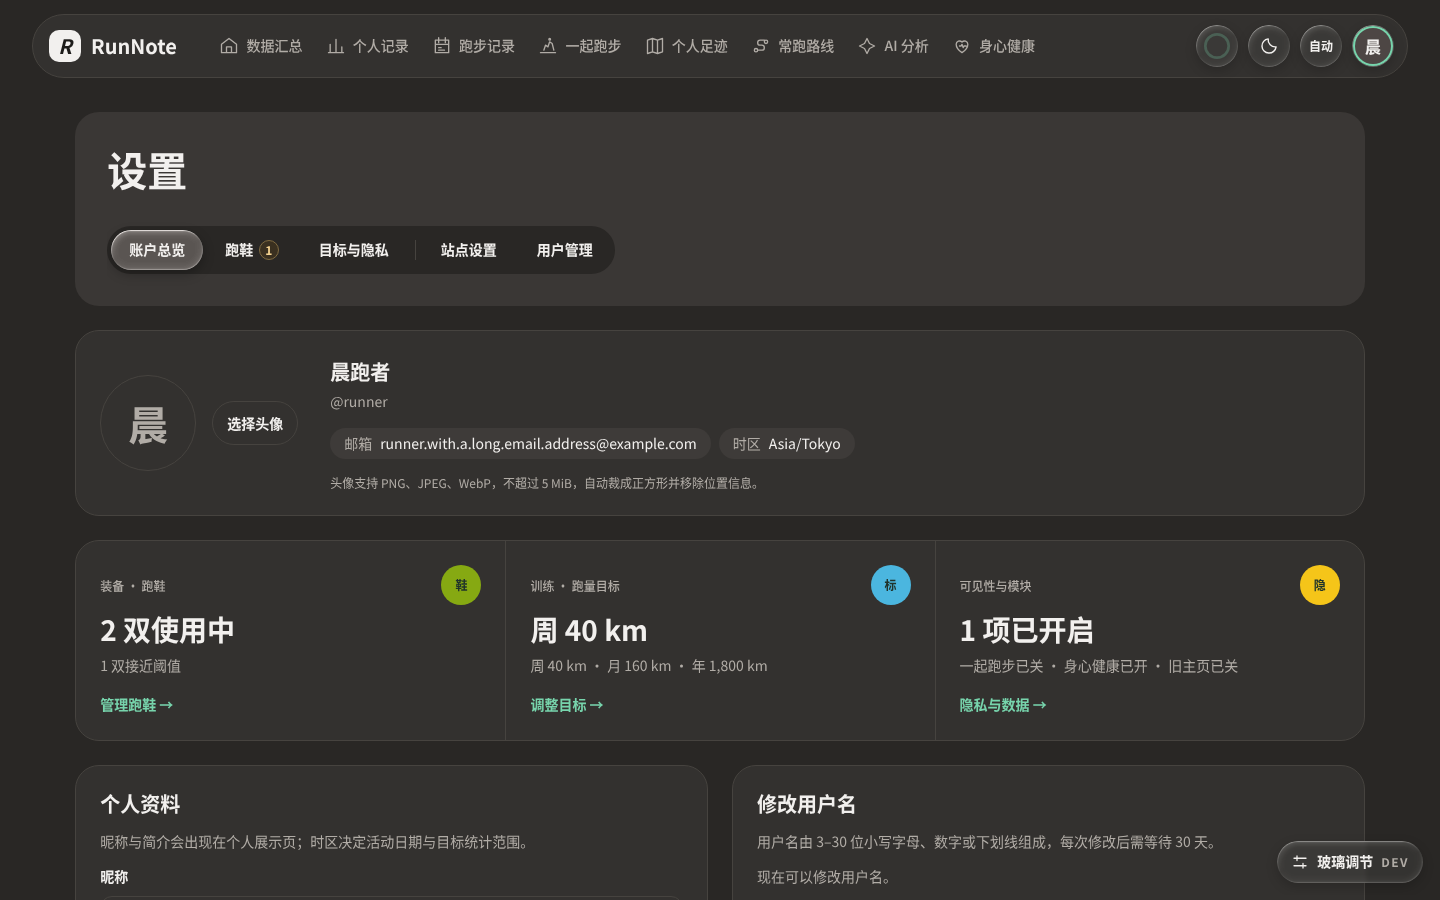 R RunNote 数据汇总 个人记录 跑步记录 一起跑步 个人足迹 常跑路线 AI 分析 身心健康 自动 晨
设置
账户总览 跑鞋 1 目标与隐私 站点设置 用户管理
晨 选择头像
晨跑者
@runner
邮箱 runner.with.a.long.email.address@example.com 时区 Asia/Tokyo
头像支持 PNG、JPEG、WebP，不超过 5 MiB，自动裁成正方形并移除位置信息。
装备 · 跑鞋 鞋
2 双使用中
1 双接近阈值
管理跑鞋 →
训练 · 跑量目标 标
周 40 km
周 40 km · 月 160 km · 年 1,800 km
调整目标 →
可见性与模块 隐
1 项已开启
一起跑步已关 · 身心健康已开 · 旧主页已关
隐私与数据 →
个人资料
昵称与简介会出现在个人展示页；时区决定活动日期与目标统计范围。
昵称
修改用户名
用户名由 3–30 位小写字母、数字或下划线组成，每次修改后需等待 30 天。
现在可以修改用户名。
玻璃调节 DEV